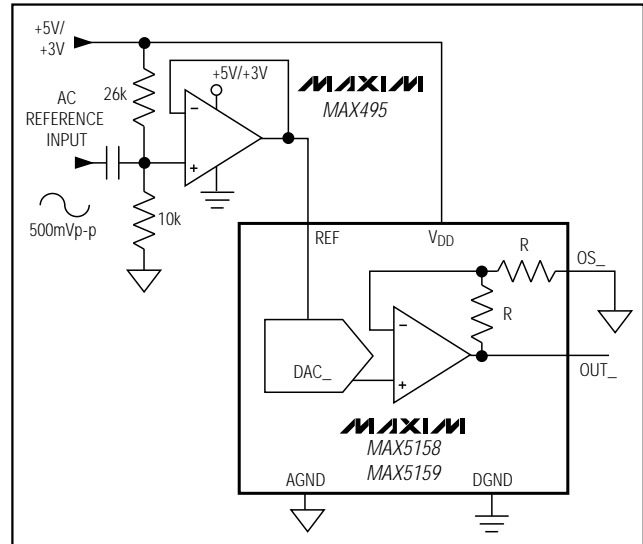 +5V/
+3V
26k
+5V/+3V
MAXIM
MAX495
AC
REFERENCE
INPUT
−
+
500mVp-p
10k
REF
VDD
R
OS_
R
−
+
DAC_
OUT_
MAXIM
MAX5158
MAX5159
AGND
DGND